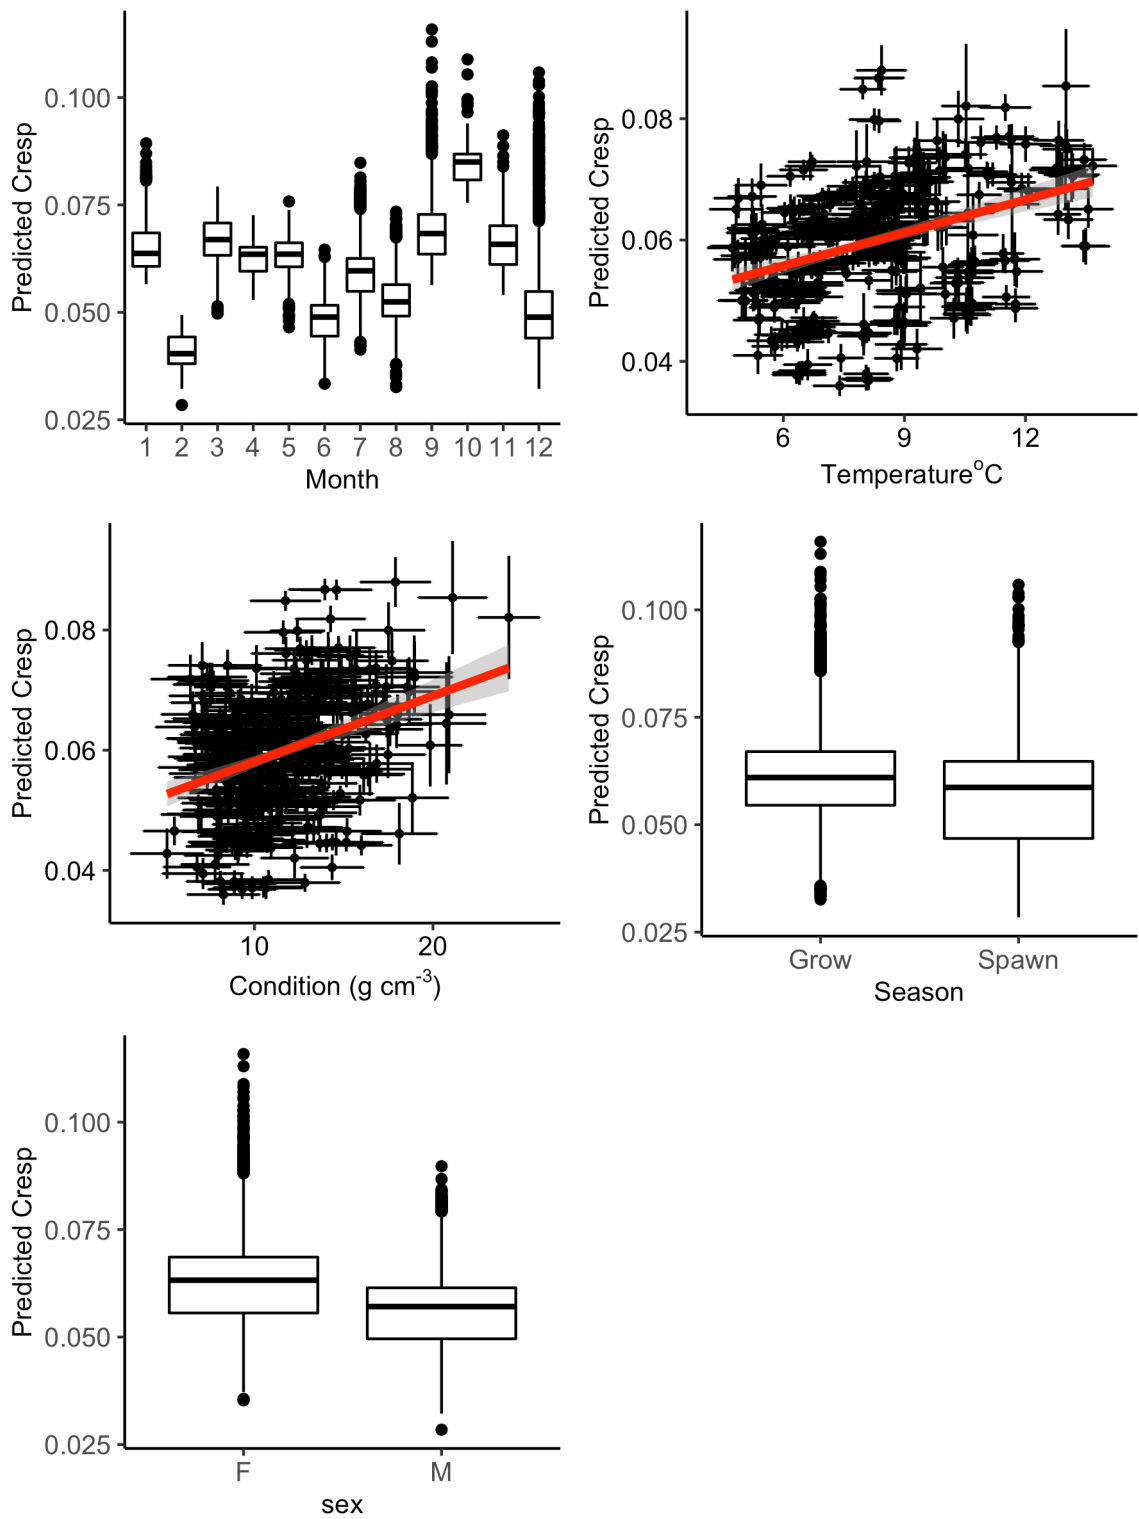 Predicted Cresp
0.100
0.075
0.050
0.025
1 2 3 4 5 6 7 8 9 10 11 12
Month
Predicted Cresp
0.08
0.06
0.04
6 9 12
Temperature°C
Predicted Cresp
0.08
0.06
0.04
10 20
Condition (g cm⁻³)
Predicted Cresp
0.100
0.075
0.050
0.025
Grow Spawn
Season
Predicted Cresp
0.100
0.075
0.050
0.025
F M
sex